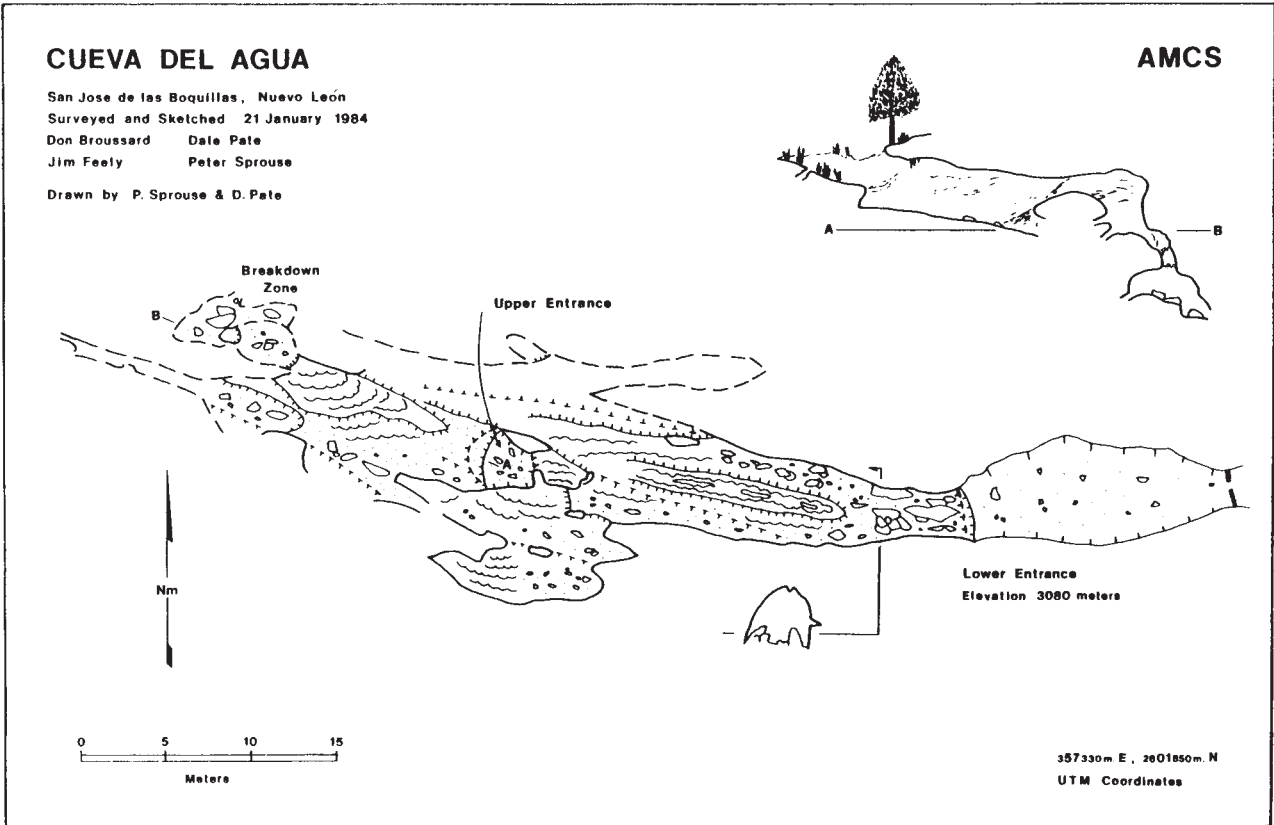 CUEVA DEL AGUA
AMCS
San Jose de las Boquillas, Nuevo León
Surveyed and Sketched 21 January 1984
Don Broussard Dale Pate
Jim Feely Peter Sprouse
Drawn by P. Sprouse & D. Pate
A
B
Breakdown
Zone
B
Upper Entrance
A
Lower Entrance
Elevation 3080 meters
Nm
0 5 10 15
Meters
357330m. E, 2601850m. N
UTM Coordinates